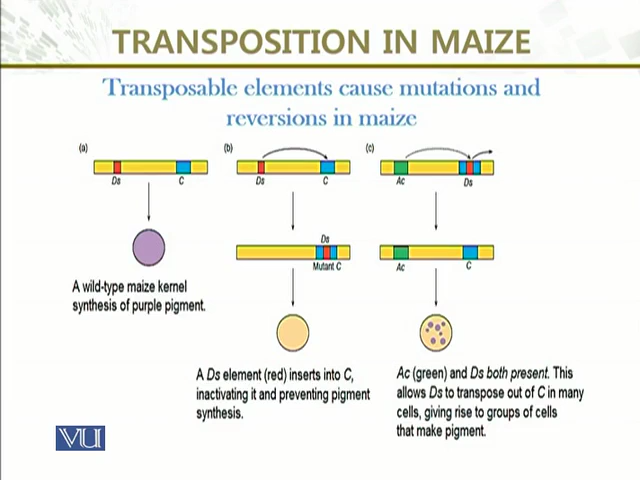 TRANSPOSITION IN MAIZE
Transposable elements cause mutations and
reversions in maize
(a)
Ds
C
A wild-type maize kernel
synthesis of purple pigment.
(b)
Ds
C
Ds
Mutant C
A Ds element (red) inserts into C,
inactivating it and preventing pigment
synthesis.
(c)
Ac
Ds
Ac
C
Ac (green) and Ds both present. This
allows Ds to transpose out of C in many
cells, giving rise to groups of cells
that make pigment.
VU